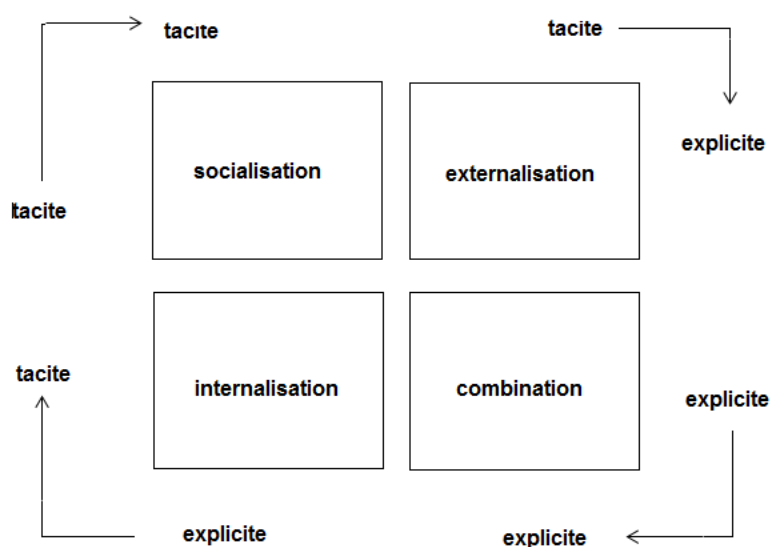 tacite
tacite
explicite
socialisation
externalisation
tacite
tacite
internalisation
combination
explicite
explicite
explicite